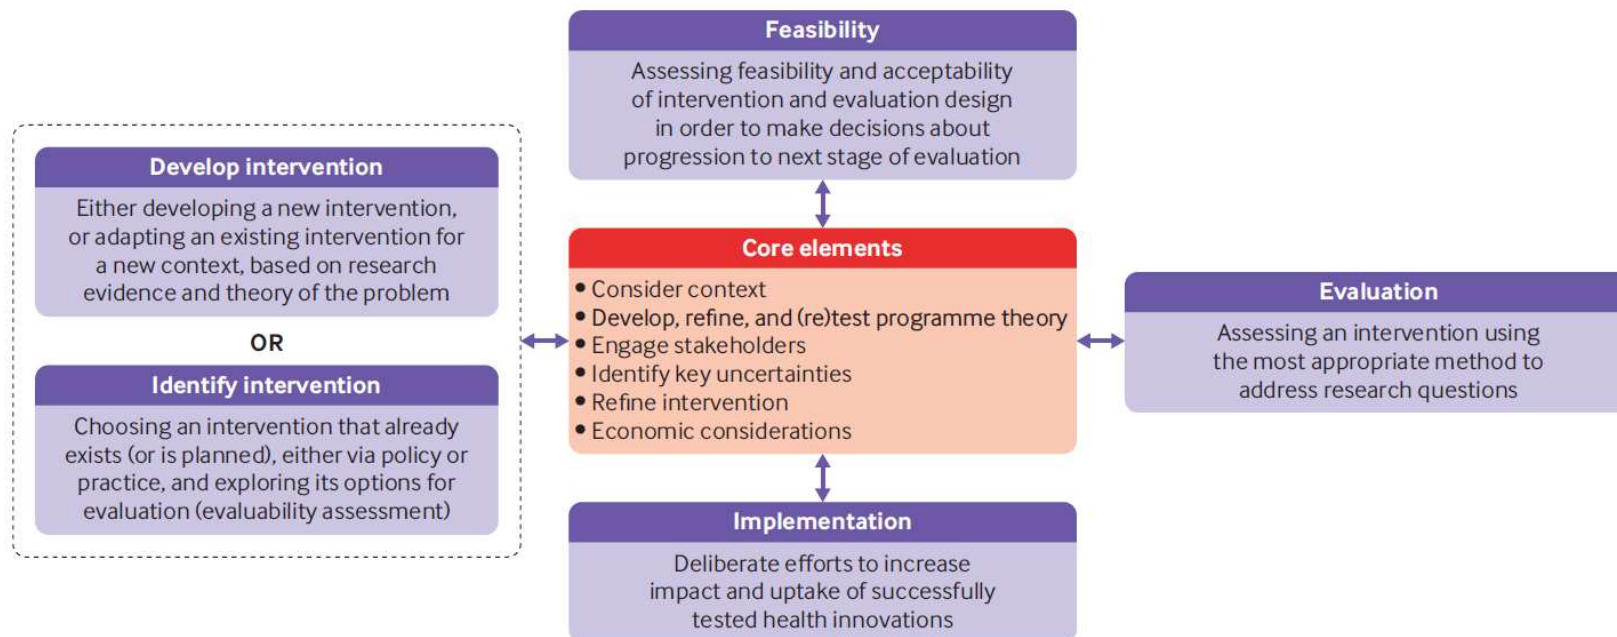 Feasibility
Assessing feasibility and acceptability
of intervention and evaluation design
in order to make decisions about
progression to next stage of evaluation
Develop intervention
Either developing a new intervention,
or adapting an existing intervention for
a new context, based on research
evidence and theory of the problem
OR
Identify intervention
Choosing an intervention that already
exists (or is planned), either via policy or
practice, and exploring its options for
evaluation (evaluability assessment)
Core elements
• Consider context
• Develop, refine, and (re)test programme theory
• Engage stakeholders
• Identify key uncertainties
• Refine intervention
• Economic considerations
Evaluation
Assessing an intervention using
the most appropriate method to
address research questions
Implementation
Deliberate efforts to increase
impact and uptake of successfully
tested health innovations